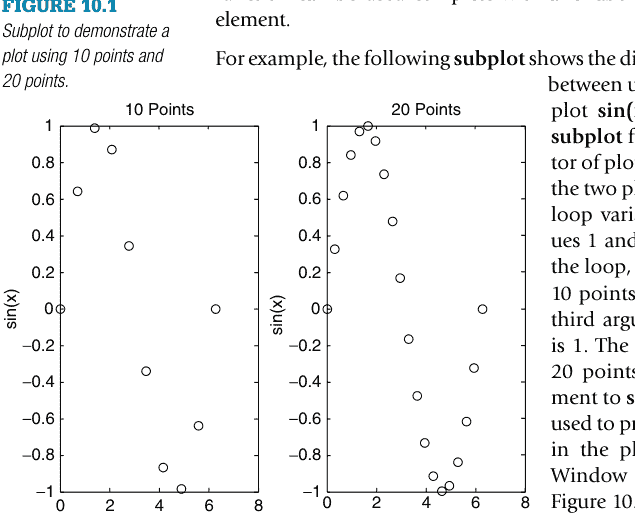 FIGURE 10.1
Subplot to demonstrate a
plot using 10 points and
20 points.
element.
For example, the following subplot shows the di
between u
plot sin(
subplot f
tor of plo
the two pl
loop varia
ues 1 and
the loop,
10 points
third argu
is 1. The
20 points
ment to s
used to pr
in the pl
Window
Figure 10.
10 Points
1
0.8
0.6
0.4
0.2
0
−0.2
−0.4
−0.6
−0.8
−1
sin(x)
0 2 4 6 8
20 Points
1
0.8
0.6
0.4
0.2
0
−0.2
−0.4
−0.6
−0.8
−1
sin(x)
0 2 4 6 8